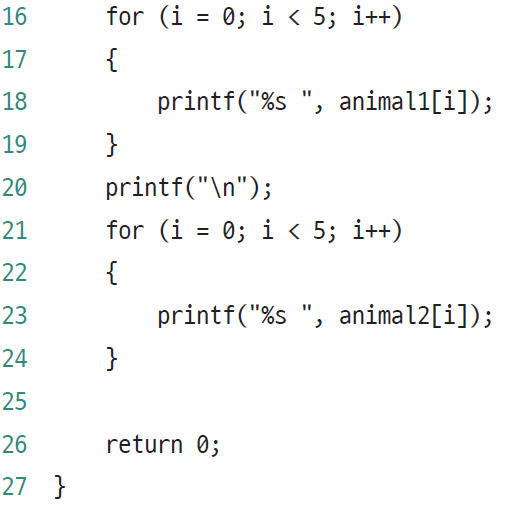 16 for (i = 0; i < 5; i++)
17 {
18 printf("%s ", animal1[i]);
19 }
20 printf("\n");
21 for (i = 0; i < 5; i++)
22 {
23 printf("%s ", animal2[i]);
24 }
25
26 return 0;
27 }